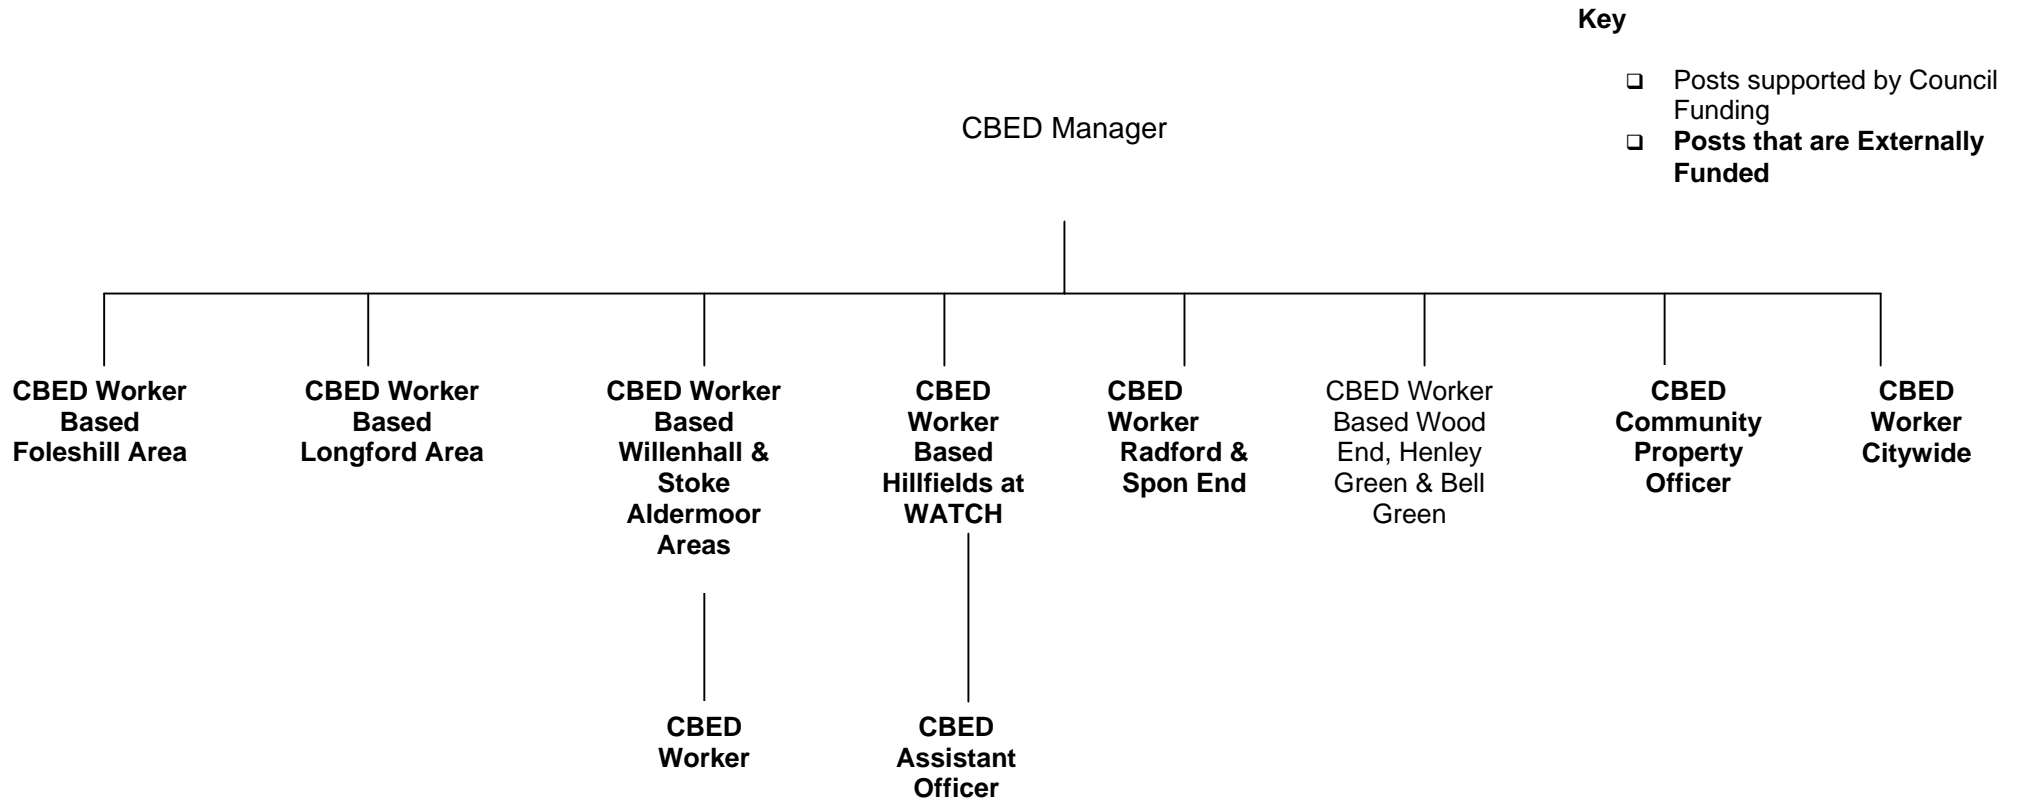 Key
❑ Posts supported by Council
Funding
❑ Posts that are Externally
Funded
CBED Manager
CBED Worker
Based
Foleshill Area
CBED Worker
Based
Longford Area
CBED Worker
Based
Willenhall &
Stoke
Aldermoor
Areas
CBED
Worker
Based
Hillfields at
WATCH
CBED
Worker
Radford &
Spon End
CBED Worker
Based Wood
End, Henley
Green & Bell
Green
CBED
Community
Property
Officer
CBED
Worker
Citywide
CBED
Worker
CBED
Assistant
Officer